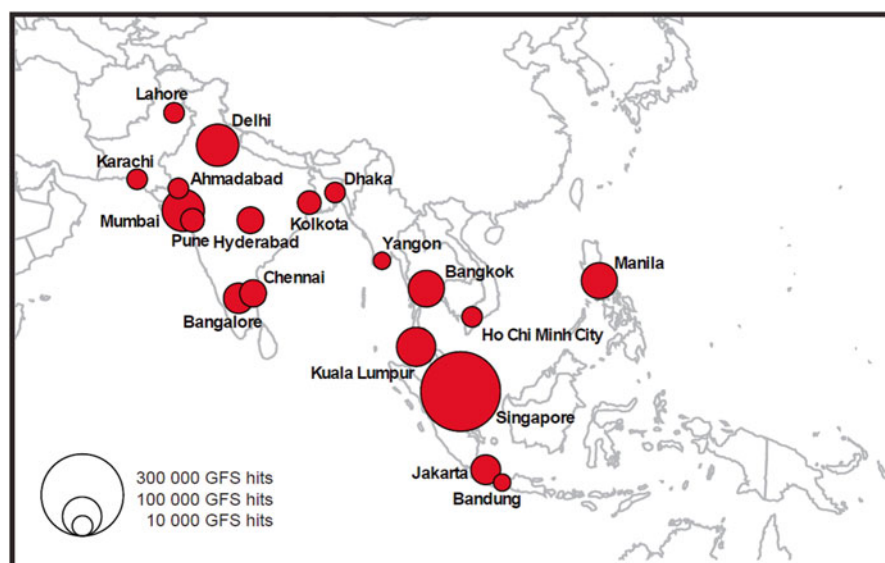 Lahore
Delhi
Karachi
Ahmadabad
Dhaka
Mumbai
Pune
Hyderabad
Kolkota
Yangon
Chennai
Bangkok
Manila
Bangalore
Ho Chi Minh City
Kuala Lumpur
Singapore
Jakarta
Bandung
300 000 GFS hits
100 000 GFS hits
10 000 GFS hits